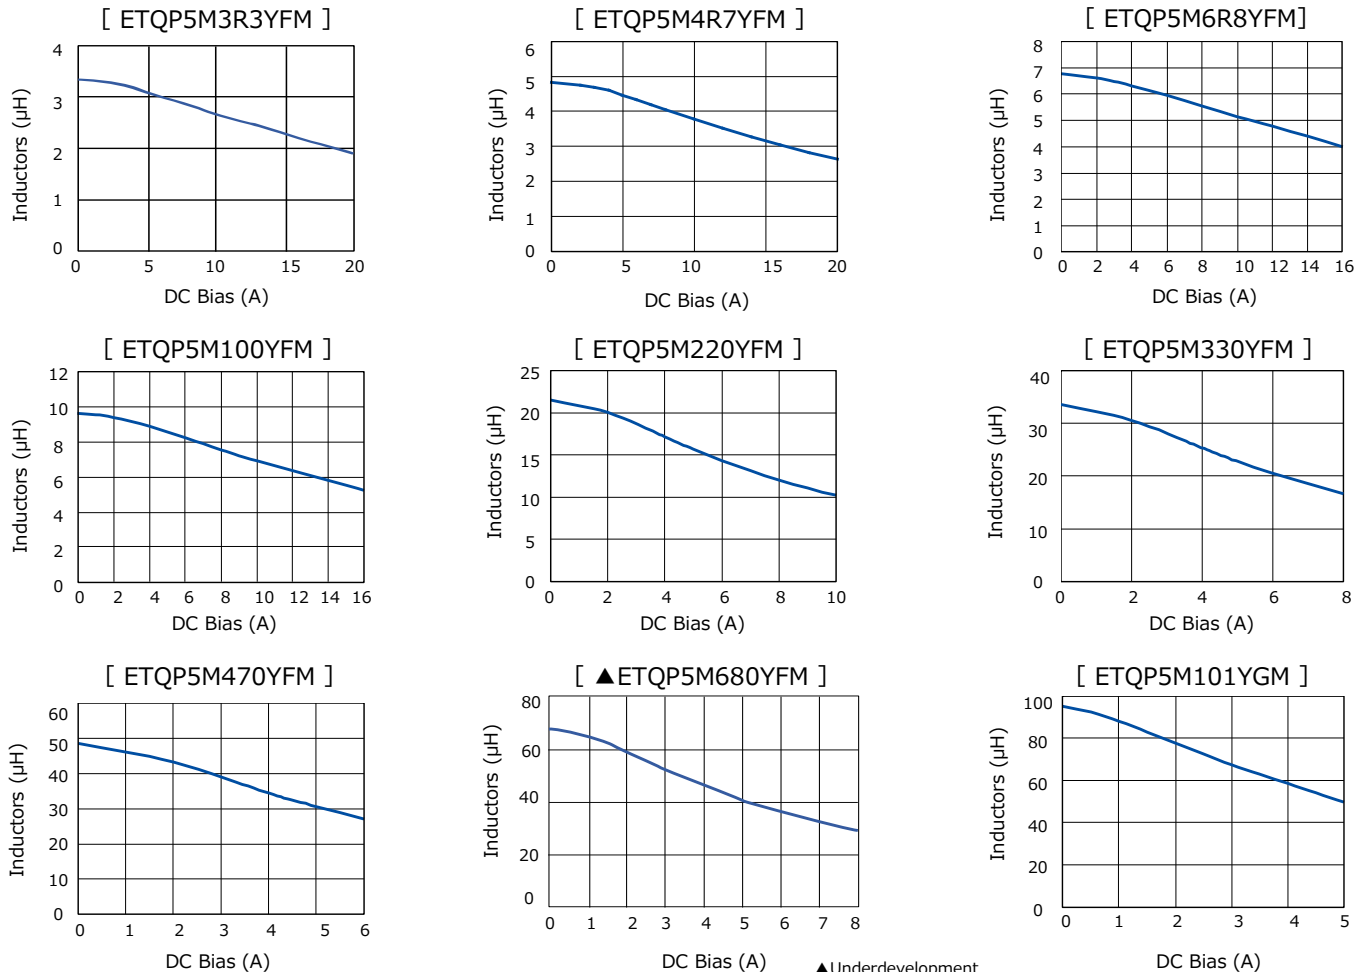 [ ETQP5M3R3YFM ]
4
3
2
1
0
0 5 10 15 20
Inductors (μH)
DC Bias (A)
[ ETQP5M4R7YFM ]
6
5
4
3
2
1
0
0 5 10 15 20
Inductors (μH)
DC Bias (A)
[ ETQP5M6R8YFM]
8
7
6
5
4
3
2
1
0
0 2 4 6 8 10 12 14 16
Inductors (μH)
DC Bias (A)
[ ETQP5M100YFM ]
12
10
8
6
4
2
0
0 2 4 6 8 10 12 14 16
Inductors (μH)
DC Bias (A)
[ ETQP5M220YFM ]
25
20
15
10
5
0
0 2 4 6 8 10
Inductors (μH)
DC Bias (A)
[ ETQP5M330YFM ]
40
30
20
10
0
0 2 4 6 8
Inductors (μH)
DC Bias (A)
[ ETQP5M470YFM ]
60
50
40
30
20
10
0
0 1 2 3 4 5 6
Inductors (μH)
DC Bias (A)
[ ▲ETQP5M680YFM ]
80
60
40
20
0
0 1 2 3 4 5 6 7 8
Inductors (μH)
DC Bias (A)
▲Underdevelopment
[ ETQP5M101YGM ]
100
80
60
40
20
0
0 1 2 3 4 5
Inductors (μH)
DC Bias (A)